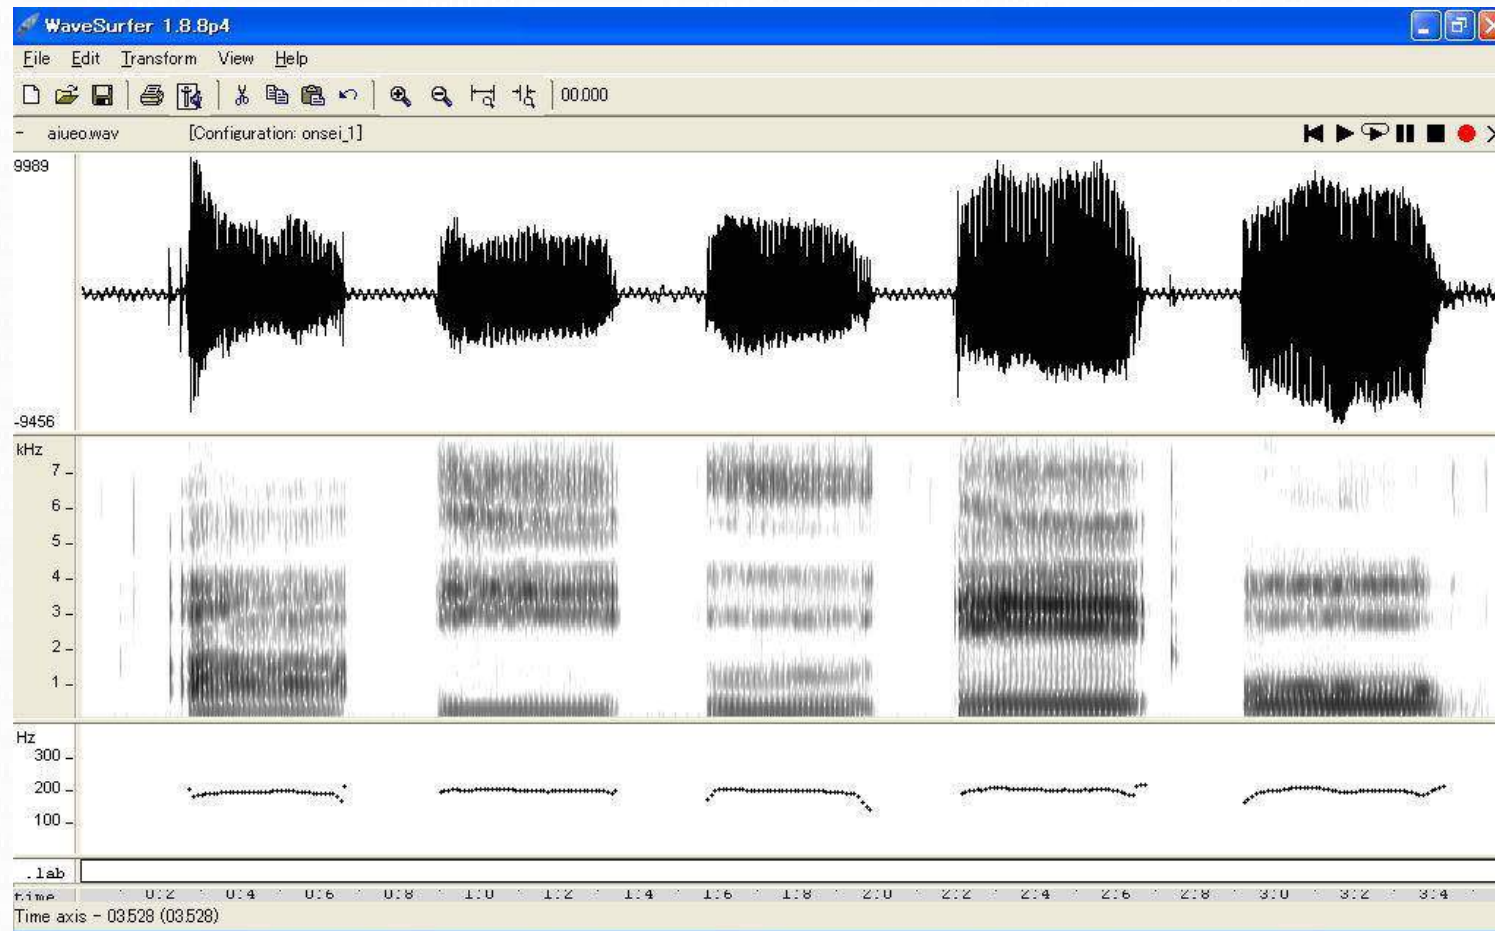 WaveSurfer 1.8.8p4
File Edit Transform View Help
00.000
- aiueo.wav [Configuration: onsei_1]
9989
-9456
kHz
7
6
5
4
3
2
1
Hz
300
200
100
.lab
time 0.2 0.4 0.6 0.8 1.0 1.2 1.4 1.6 1.8 2.0 2.2 2.4 2.6 2.8 3.0 3.2 3.4
Time axis - 03.528 (03.528)